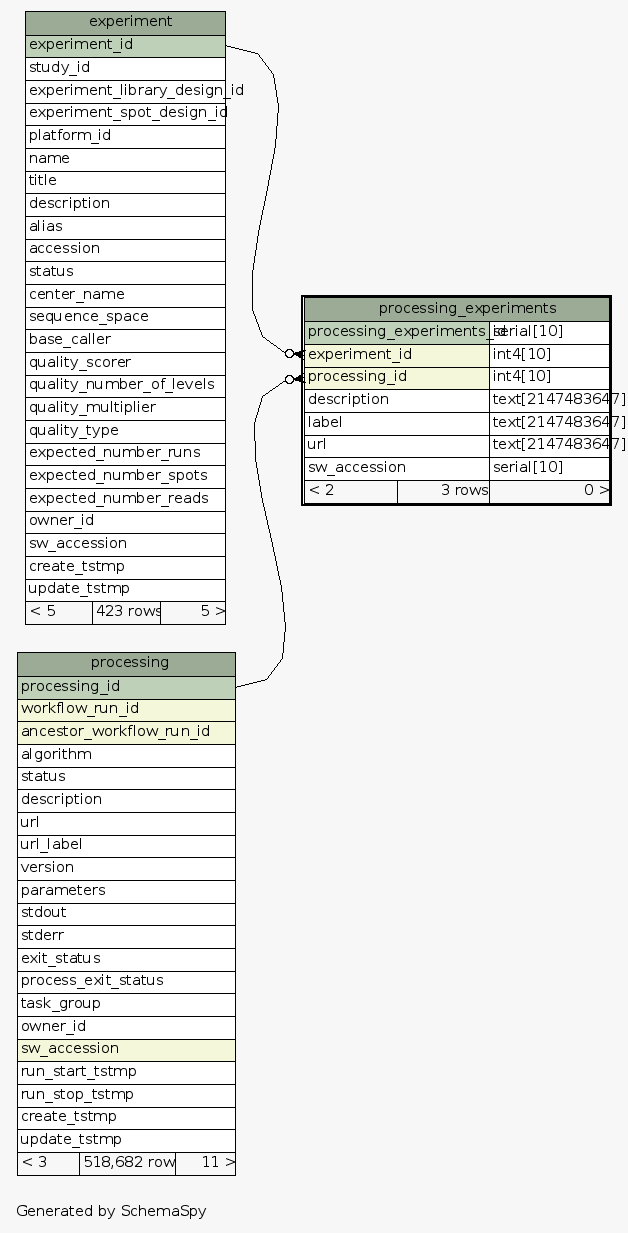 experiment
experiment_id
study_id
experiment_library_design_id
experiment_spot_design_id
platform_id
name
title
description
alias
accession
status
center_name
sequence_space
base_caller
quality_scorer
quality_number_of_levels
quality_multiplier
quality_type
expected_number_runs
expected_number_spots
expected_number_reads
owner_id
sw_accession
create_tstmp
update_tstmp
< 5 423 rows 5 >
processing_experiments
processing_experiments_id serial[10]
experiment_id int4[10]
processing_id int4[10]
description text[2147483647]
label text[2147483647]
url text[2147483647]
sw_accession serial[10]
< 2 3 rows 0 >
processing
processing_id
workflow_run_id
ancestor_workflow_run_id
algorithm
status
description
url
url_label
version
parameters
stdout
stderr
exit_status
process_exit_status
task_group
owner_id
sw_accession
run_start_tstmp
run_stop_tstmp
create_tstmp
update_tstmp
< 3 518,682 row 11 >
Generated by SchemaSpy